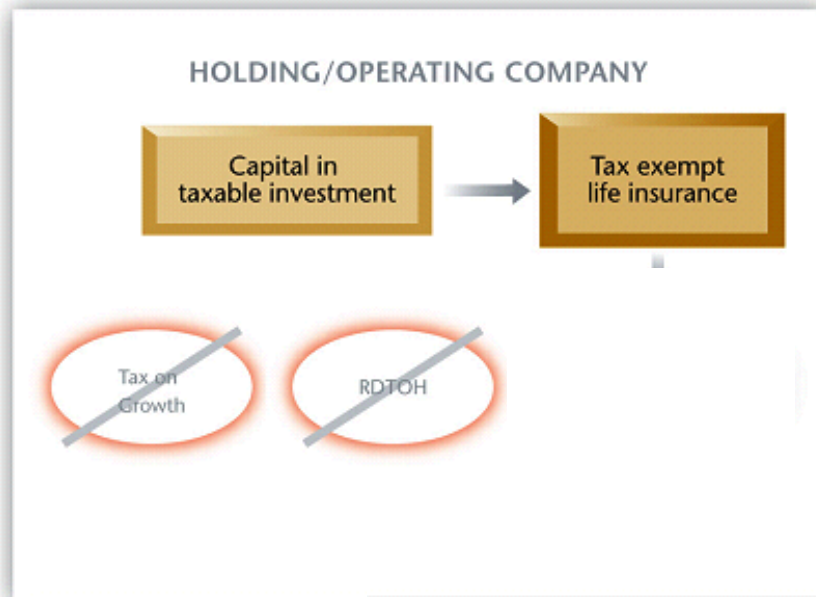 HOLDING/OPERATING COMPANY
Capital in
taxable investment
Tax exempt
life insurance
Tax on
Growth
RDTOH